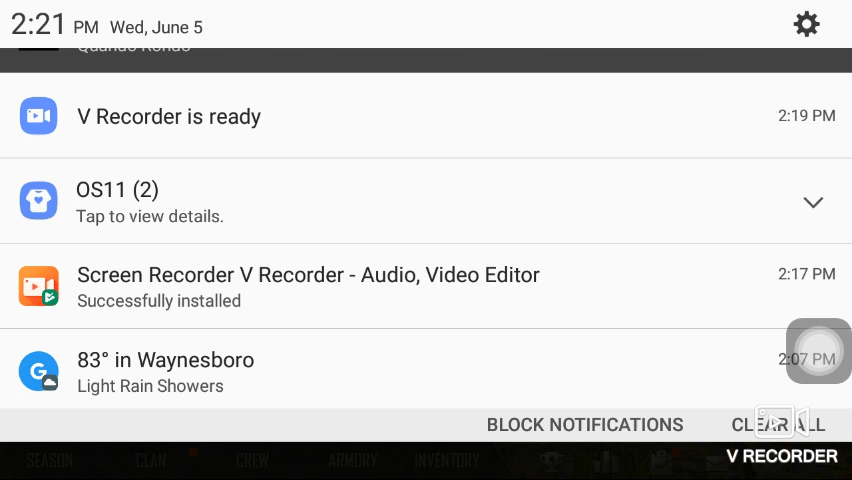 2:21 PM Wed, June 5
Quando Rondo
V Recorder is ready 2:19 PM
OS11 (2)
Tap to view details.
Screen Recorder V Recorder - Audio, Video Editor 2:17 PM
Successfully installed
83° in Waynesboro 2:07 PM
Light Rain Showers
BLOCK NOTIFICATIONS CLEAR ALL
SEASON CLAN CREW ARMORY INVENTORY
V RECORDER